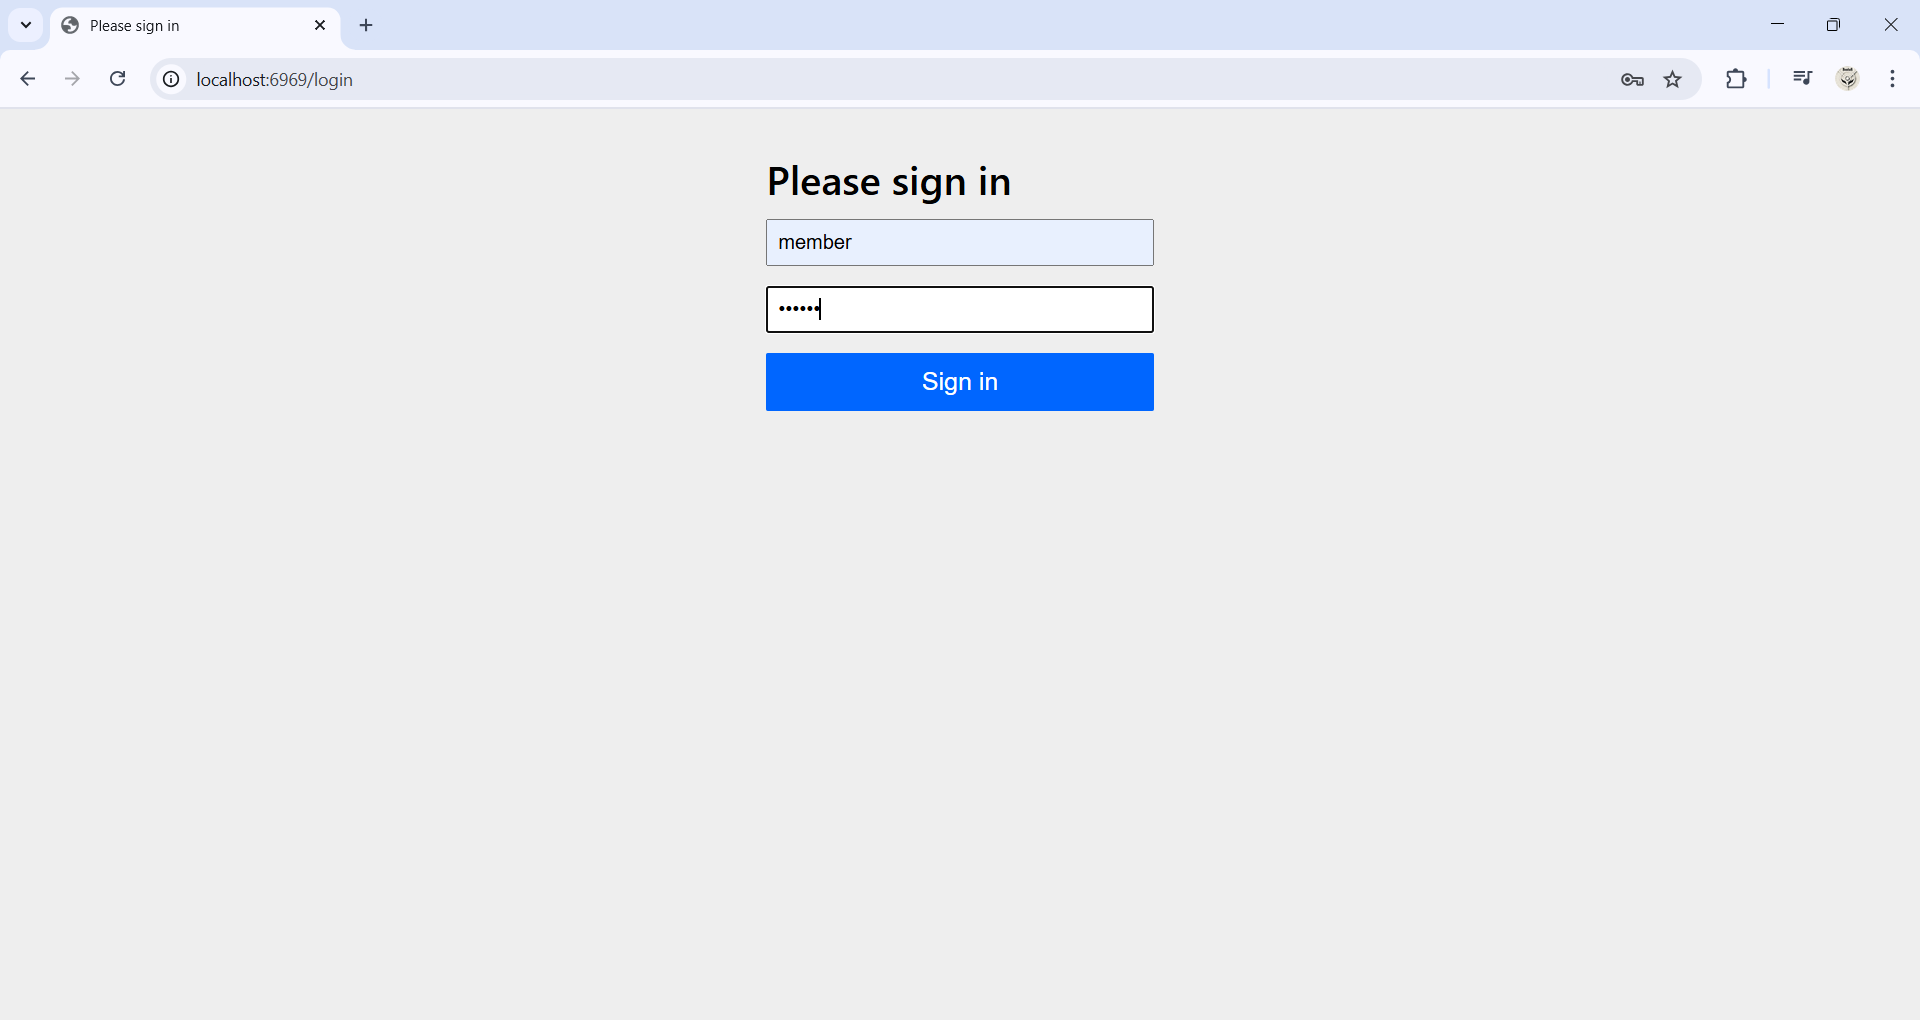 Please sign in
localhost:6969/login
Please sign in
member
••••••
Sign in